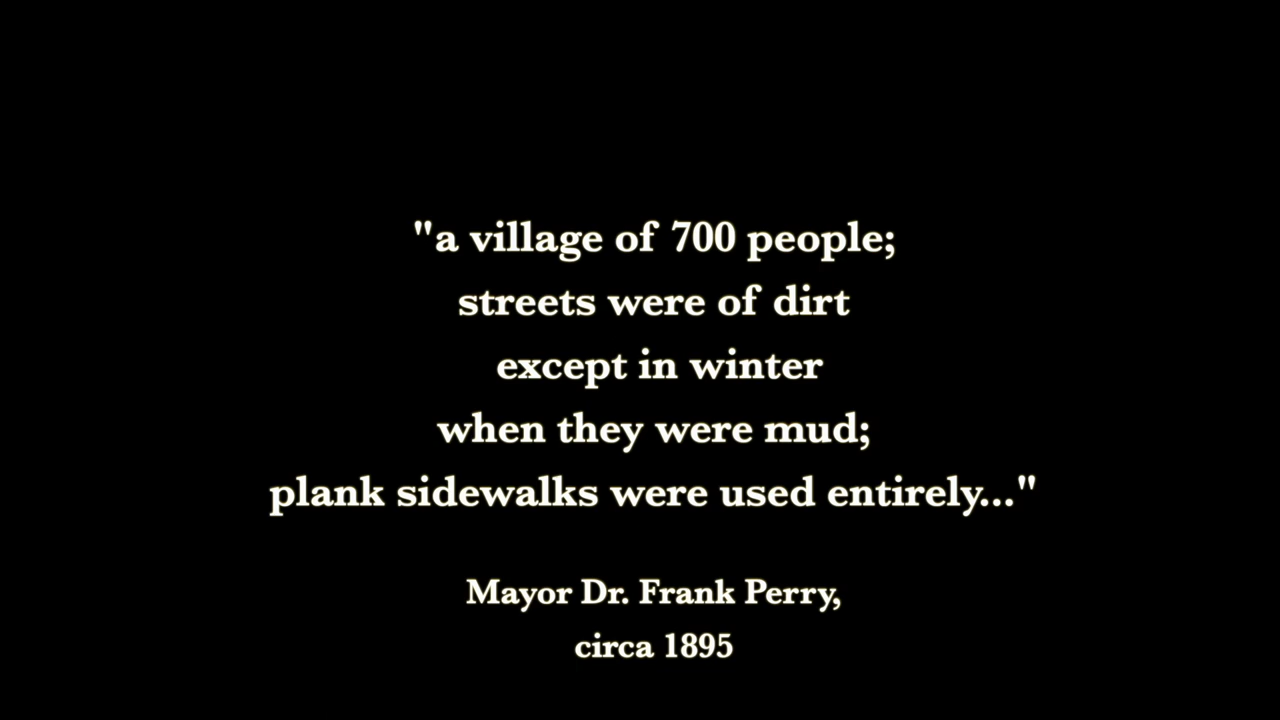 "a village of 700 people;
streets were of dirt
except in winter
when they were mud;
plank sidewalks were used entirely..."
Mayor Dr. Frank Perry,
circa 1895